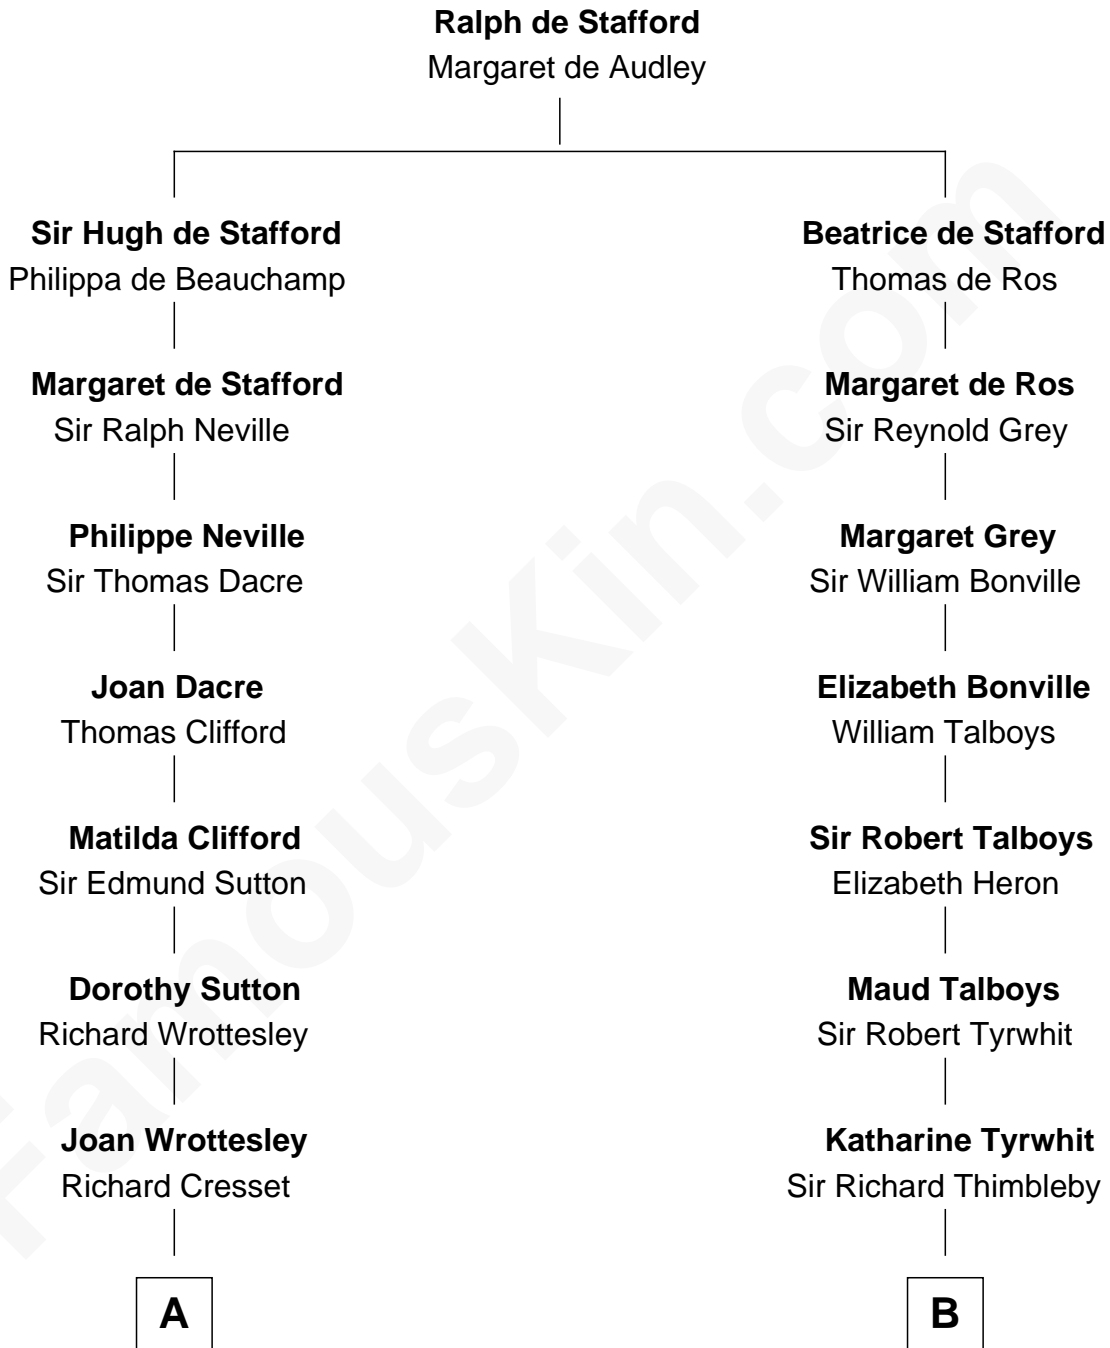 Ralph de Stafford
Margaret de Audley
Sir Hugh de Stafford
Philippa de Beauchamp
Beatrice de Stafford
Thomas de Ros
Margaret de Stafford
Sir Ralph Neville
Margaret de Ros
Sir Reynold Grey
Philippe Neville
Sir Thomas Dacre
Margaret Grey
Sir William Bonville
Joan Dacre
Thomas Clifford
Elizabeth Bonville
William Talboys
Matilda Clifford
Sir Edmund Sutton
Sir Robert Talboys
Elizabeth Heron
Dorothy Sutton
Richard Wrottesley
Maud Talboys
Sir Robert Tyrwhit
Joan Wrottesley
Richard Cresset
Katharine Tyrwhit
Sir Richard Thimbleby
A
B
FamousKin.com